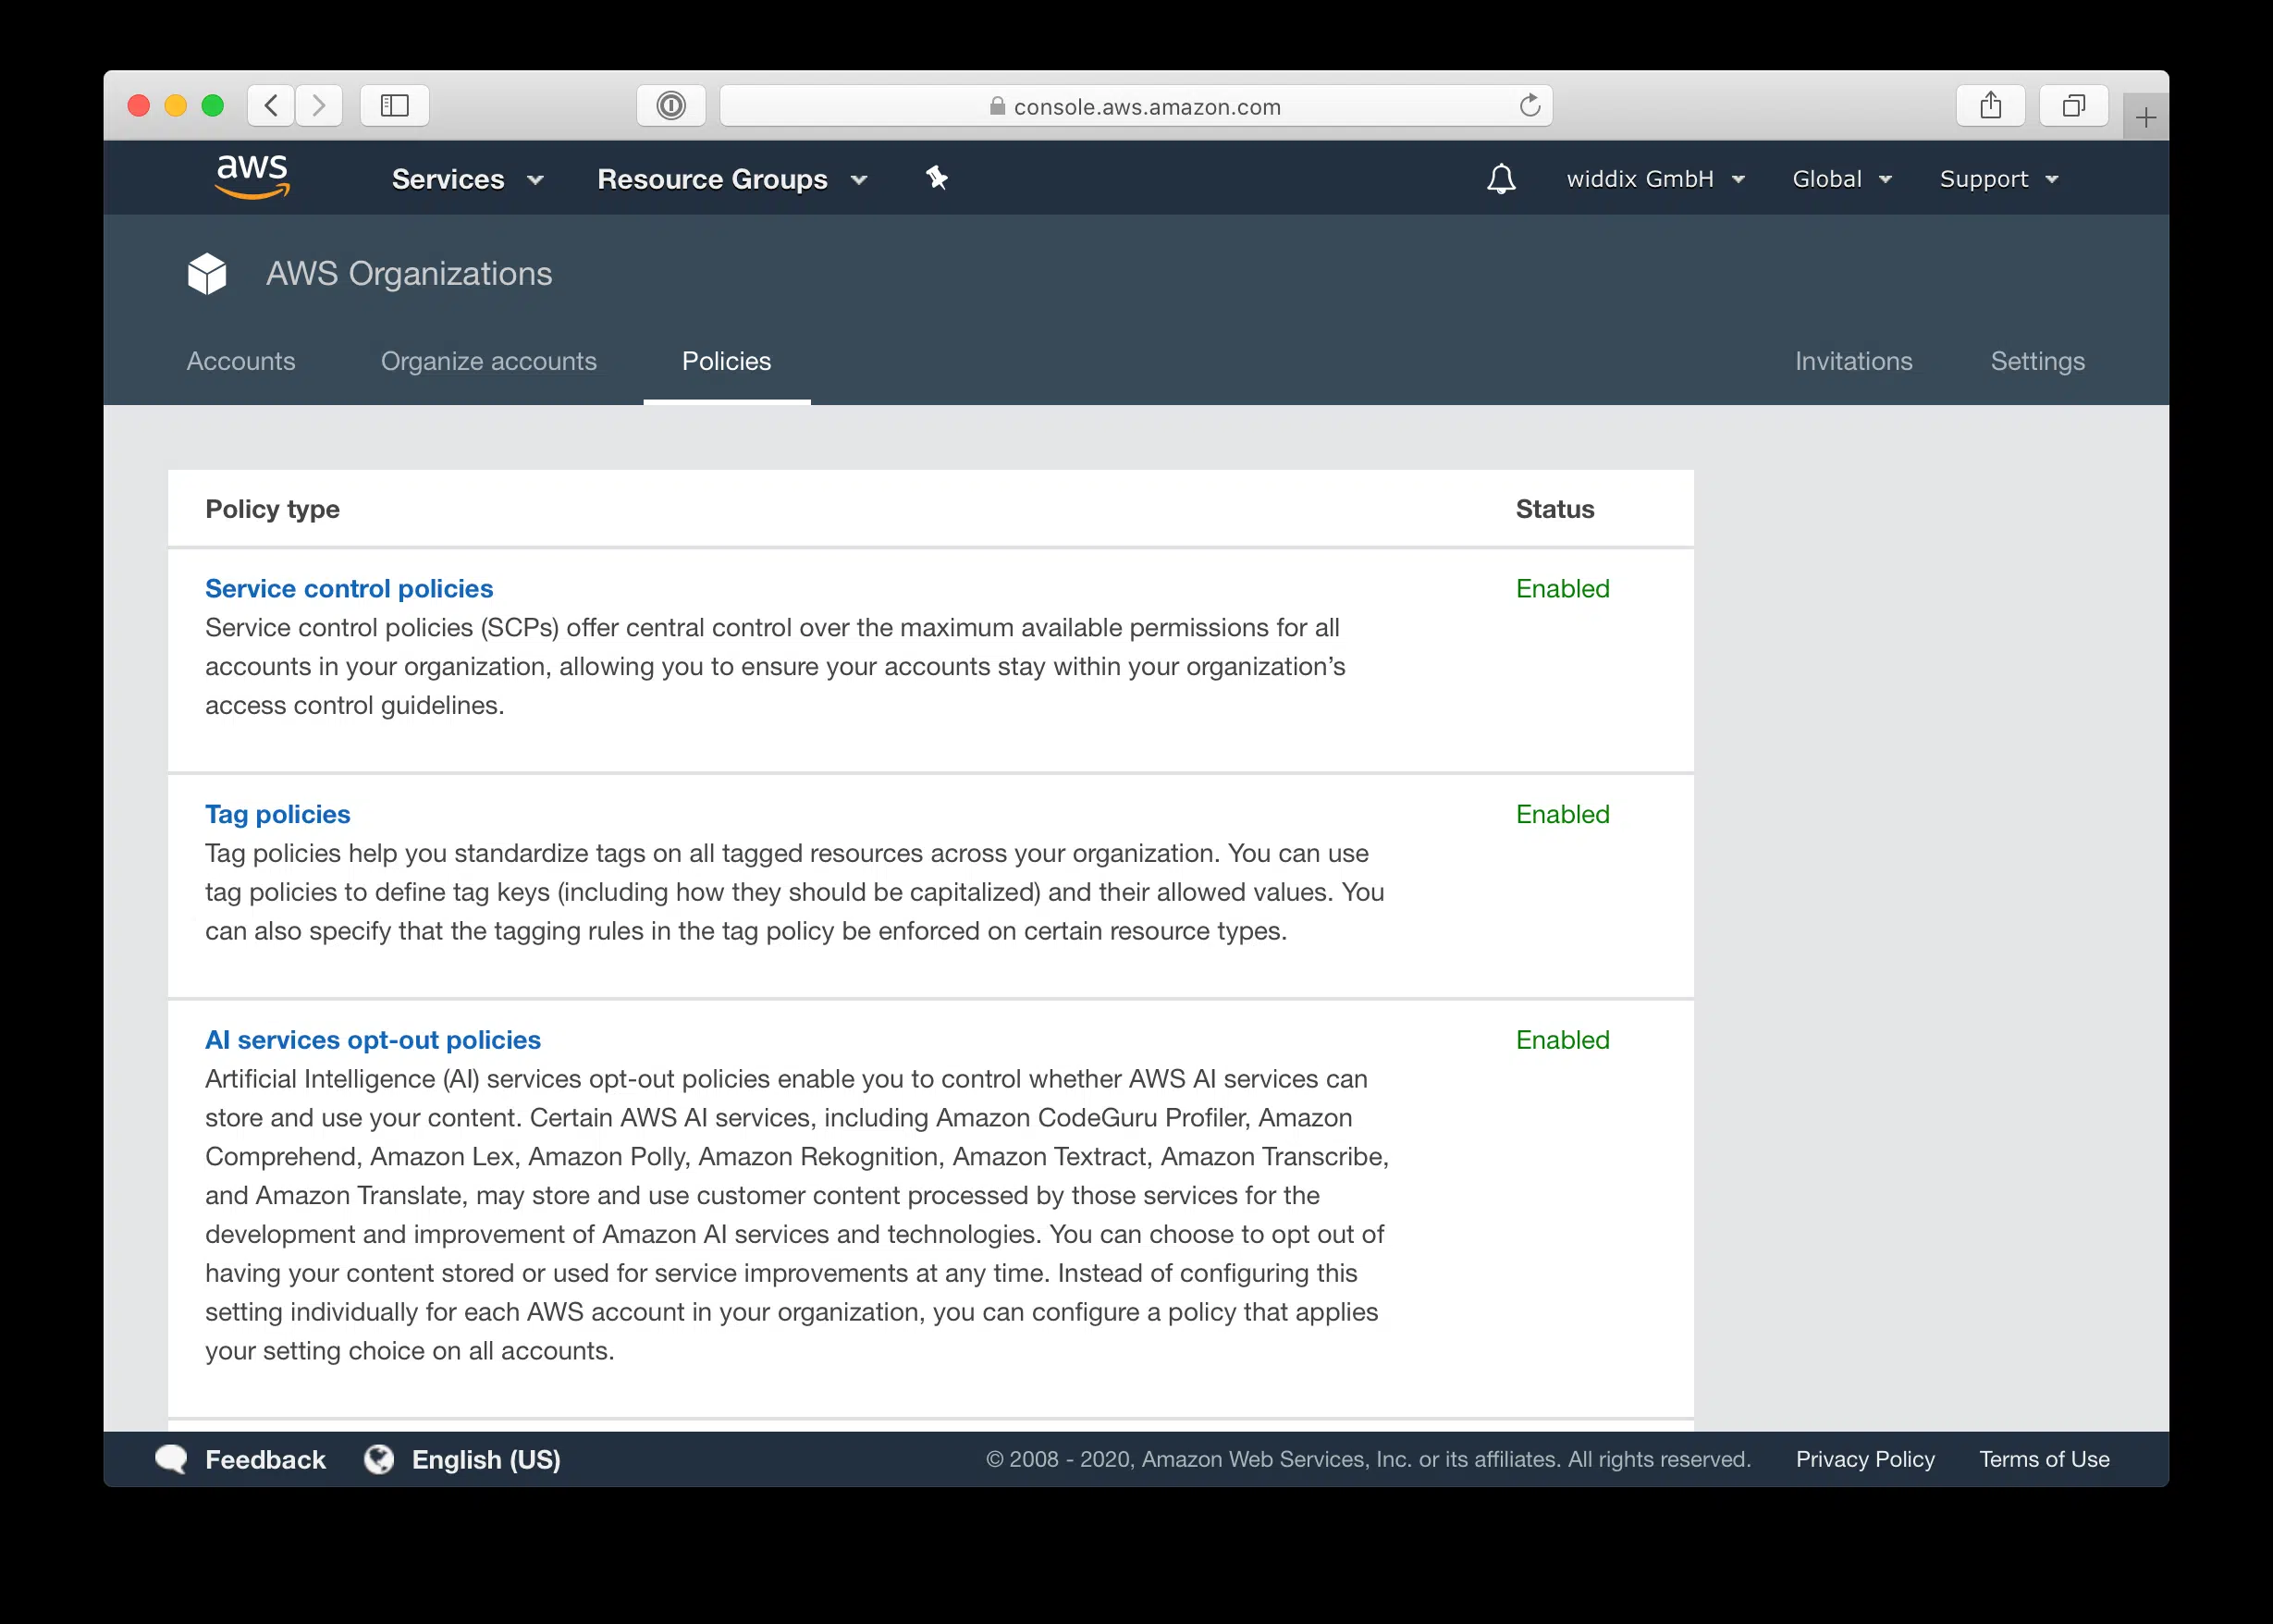 console.aws.amazon.com
aws Services Resource Groups widdix GmbH Global Support
AWS Organizations
Accounts Organize accounts Policies Invitations Settings
Policy type Status
Service control policies Enabled
Service control policies (SCPs) offer central control over the maximum available permissions for all
accounts in your organization, allowing you to ensure your accounts stay within your organization’s
access control guidelines.
Tag policies Enabled
Tag policies help you standardize tags on all tagged resources across your organization. You can use
tag policies to define tag keys (including how they should be capitalized) and their allowed values. You
can also specify that the tagging rules in the tag policy be enforced on certain resource types.
AI services opt-out policies Enabled
Artificial Intelligence (AI) services opt-out policies enable you to control whether AWS AI services can
store and use your content. Certain AWS AI services, including Amazon CodeGuru Profiler, Amazon
Comprehend, Amazon Lex, Amazon Polly, Amazon Rekognition, Amazon Textract, Amazon Transcribe,
and Amazon Translate, may store and use customer content processed by those services for the
development and improvement of Amazon AI services and technologies. You can choose to opt out of
having your content stored or used for service improvements at any time. Instead of configuring this
setting individually for each AWS account in your organization, you can configure a policy that applies
your setting choice on all accounts.
Feedback English (US) © 2008 - 2020, Amazon Web Services, Inc. or its affiliates. All rights reserved. Privacy Policy Terms of Use